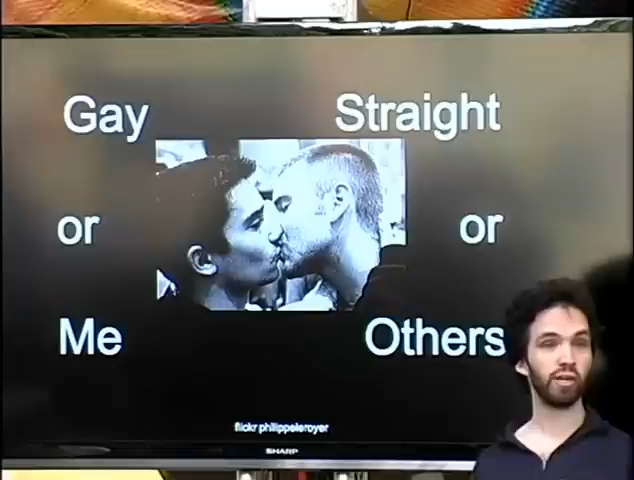 Gay Straight
or or
Me Others
flickr philippeleroyer
SHARP